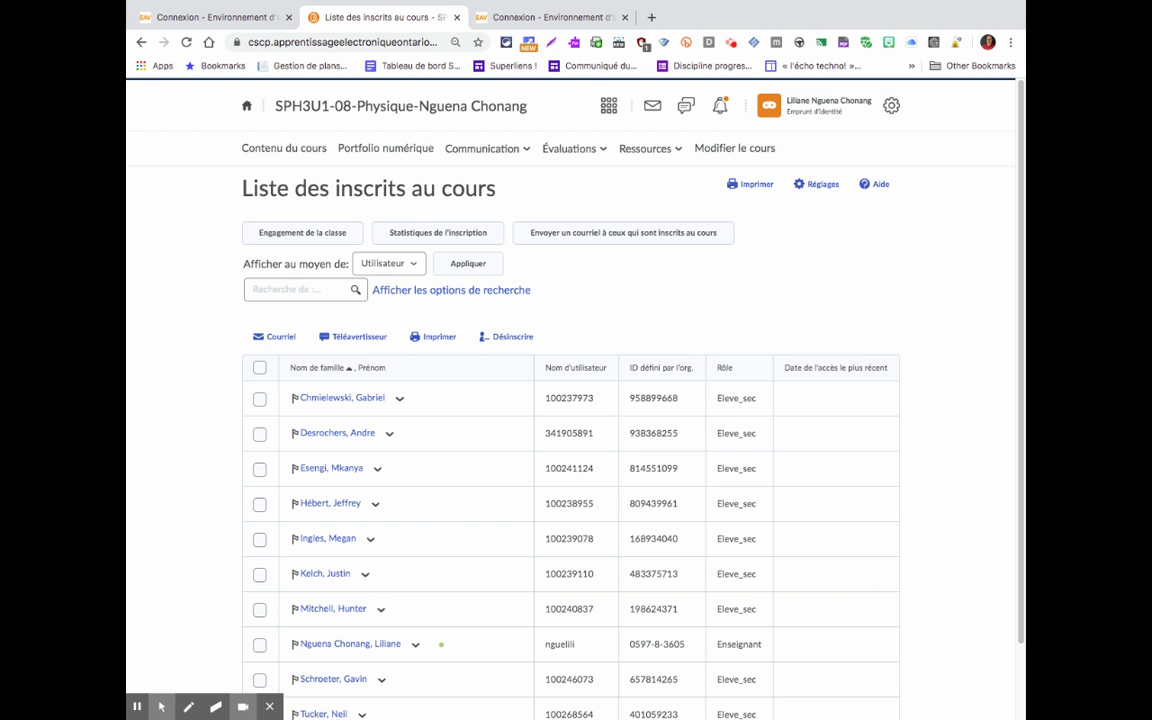 EAV Connexion - Environnement d'
Liste des inscrits au cours - SP
EAV Connexion - Environnement d'
cscp.apprentissageelectroniqueontario...
Apps Bookmarks Gestion de plans... Tableau de bord S... Superliens ! Communiqué du... Discipline progres... « l'écho techno! »... » Other Bookmarks
SPH3U1-08-Physique-Nguena Chonang
Liliane Nguena Chonang
Emprunt d'identité
Contenu du cours Portfolio numérique Communication Évaluations Ressources Modifier le cours
Liste des inscrits au cours
Imprimer Réglages Aide
Engagement de la classe Statistiques de l'inscription Envoyer un courriel à ceux qui sont inscrits au cours
Afficher au moyen de: Utilisateur Appliquer
Recherche de :... Afficher les options de recherche
Courriel Téléavertisseur Imprimer Désinscrire
Nom de famille , Prénom Nom d'utilisateur ID défini par l'org. Rôle Date de l'accès le plus récent
Chmielewski, Gabriel 100237973 958899668 Eleve_sec
Desrochers, Andre 341905891 938368255 Eleve_sec
Esengi, Mkanya 100241124 814551099 Eleve_sec
Hébert, Jeffrey 100238955 809439961 Eleve_sec
Ingles, Megan 100239078 168934040 Eleve_sec
Kelch, Justin 100239110 483375713 Eleve_sec
Mitchell, Hunter 100240837 198624371 Eleve_sec
Nguena Chonang, Liliane nguelili 0597-8-3605 Enseignant
Schroeter, Gavin 100246073 657814265 Eleve_sec
Tucker, Neil 100268564 401059233 Eleve_sec